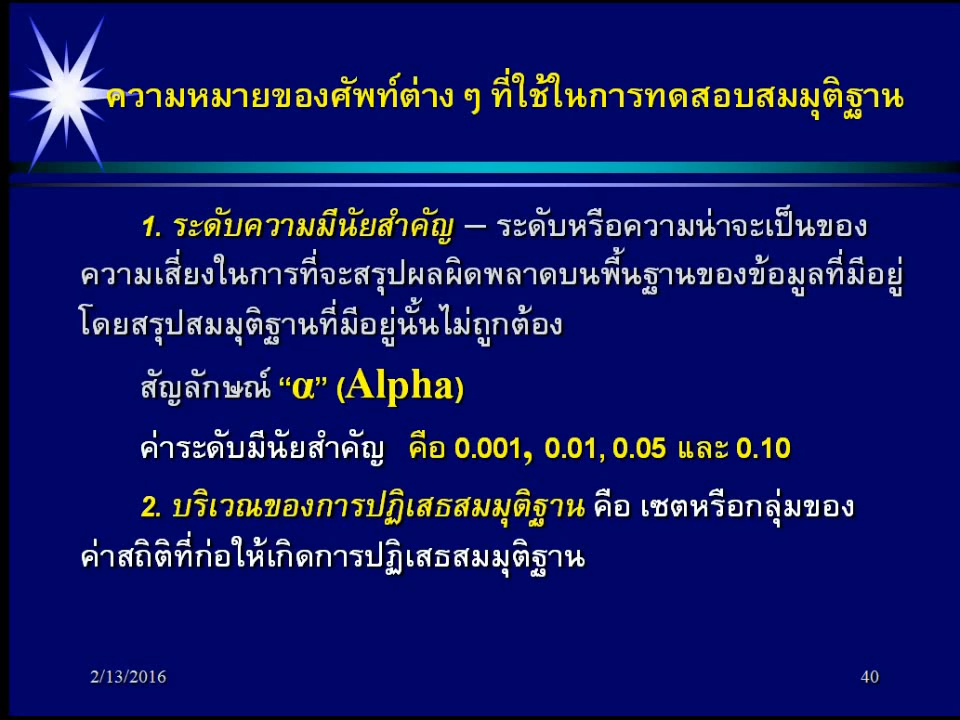 ความหมายของศัพท์ต่าง ๆ ที่ใช้ในการทดสอบสมมุติฐาน
1. ระดับความมีนัยสำคัญ – ระดับหรือความน่าจะเป็นของ
ความเสี่ยงในการที่จะสรุปผลผิดพลาดบนพื้นฐานของข้อมูลที่มีอยู่
โดยสรุปสมมุติฐานที่มีอยู่นั้นไม่ถูกต้อง
สัญลักษณ์ “α” (Alpha)
ค่าระดับมีนัยสำคัญ คือ 0.001, 0.01, 0.05 และ 0.10
2. บริเวณของการปฏิเสธสมมุติฐาน คือ เซตหรือกลุ่มของ
ค่าสถิติที่ก่อให้เกิดการปฏิเสธสมมุติฐาน
2/13/2016
40